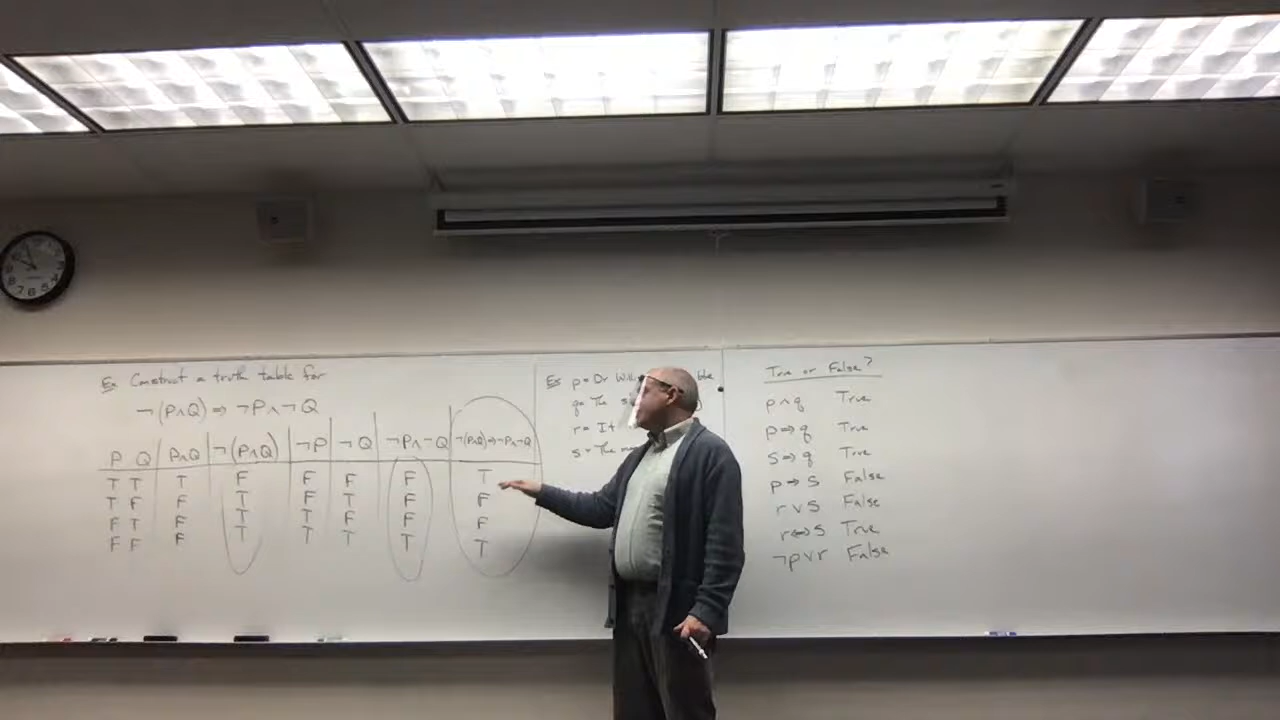 Ex Construct a truth table for
¬(P∧Q) ⇒ ¬P∧¬Q
P Q P∧Q ¬(P∧Q) ¬P ¬Q ¬P∧¬Q ¬(P∧Q)⇒¬P∧¬Q
T T T F F F F T
T F F T F T F F
F T F T T F F F
F F F T T T T T
Ex p = Dr
q = The
r = It
s = The
True or False?
p∧q True
p⇒q True
s⇒q True
p⇒s False
r∨s False
r⇔s True
¬p∨r False